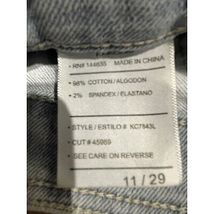 • RN# 144635 MADE IN CHINA
• 98% COTTON / ALGODON
• 2% SPANDEX / ELASTANO
• STYLE / ESTILO # KC7843L
• CUT # 45969
• SEE CARE ON REVERSE
11 / 29